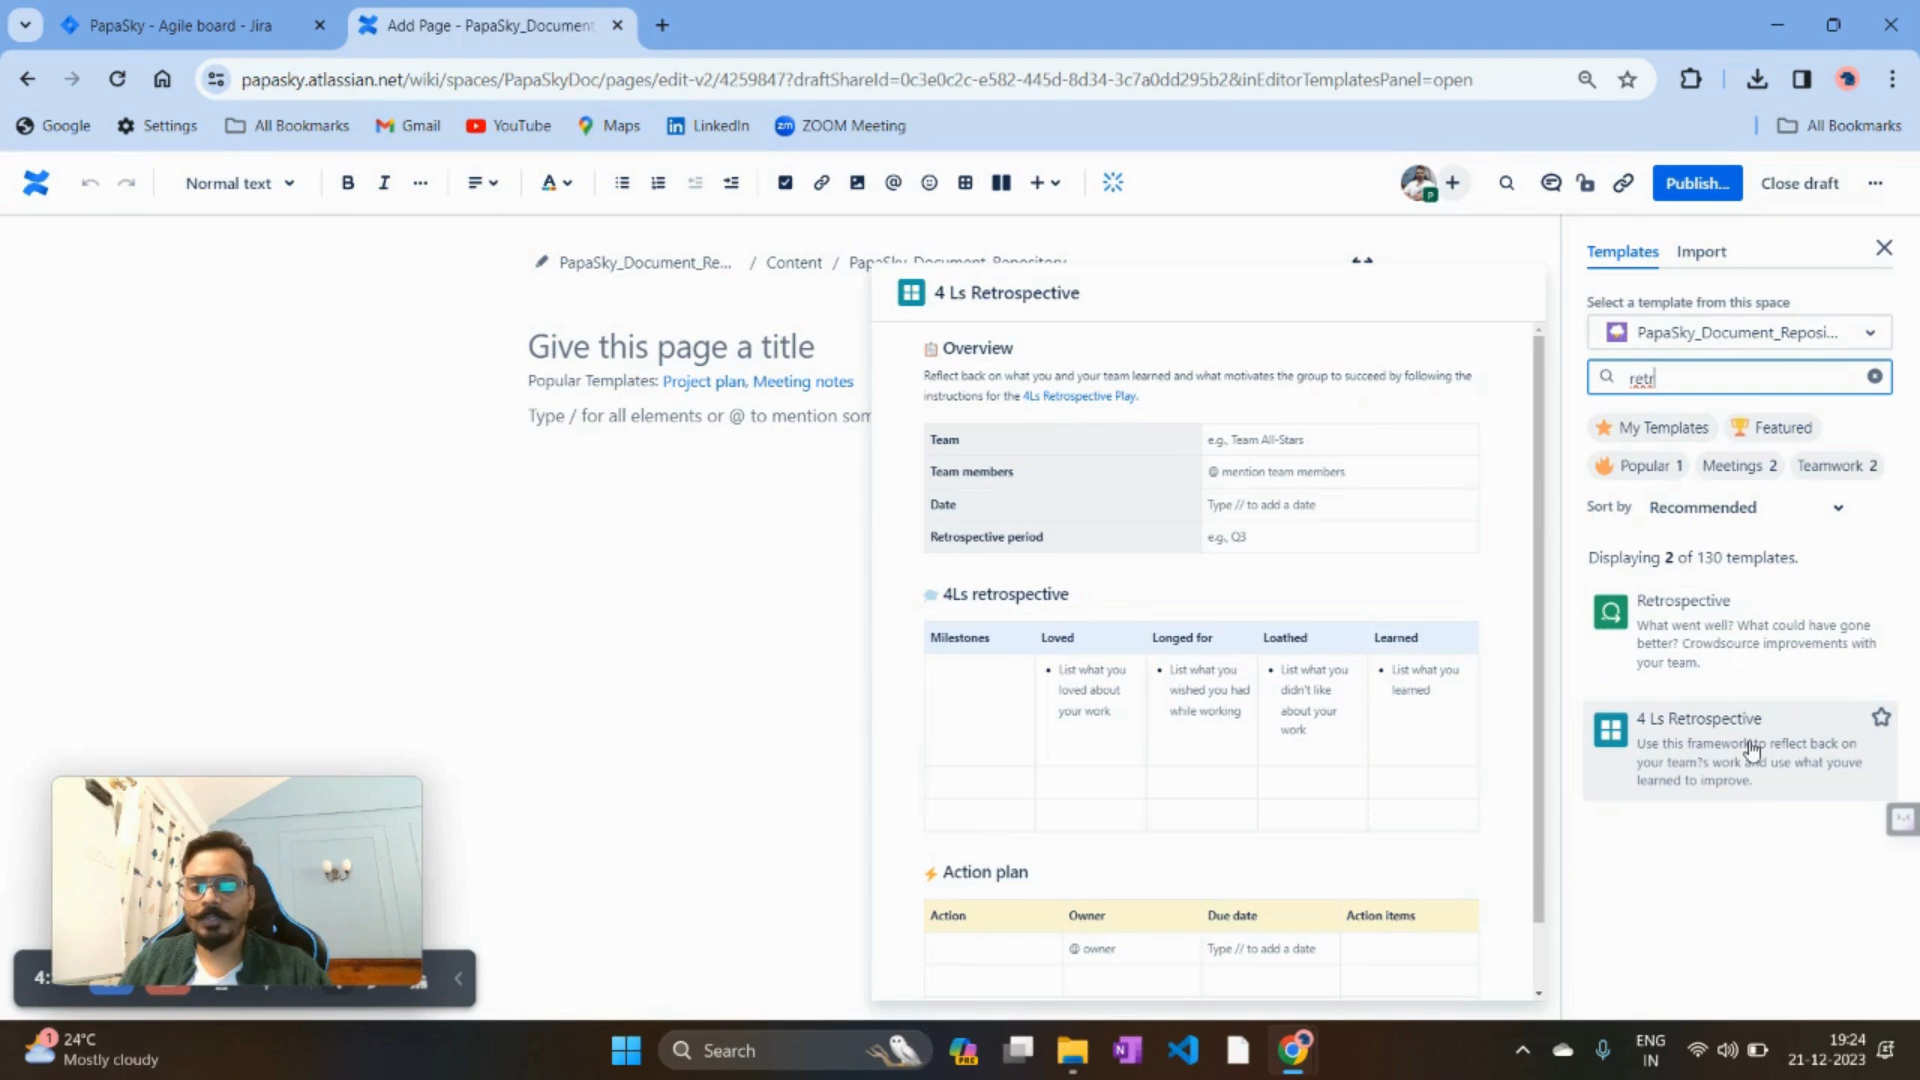 PapaSky - Agile board - Jira
Add Page - PapaSky_Document
papasky.atlassian.net/wiki/spaces/PapaSkyDoc/pages/edit-v2/4259847?draftShareId=0c3e0c2c-e582-445d-8d34-3c7a0dd295b2&inEditorTemplatesPanel=open
Google
Settings
All Bookmarks
Gmail
YouTube
Maps
LinkedIn
ZOOM Meeting
All Bookmarks
Normal text
Publish...
Close draft
PapaSky_Document_Re... / Content / PapaSky_Document_Repository
Give this page a title
Popular Templates: Project plan, Meeting notes
Type / for all elements or @ to mention som
4 Ls Retrospective
Overview
Reflect back on what you and your team learned and what motivates the group to succeed by following the
instructions for the 4Ls Retrospective Play.
Team e.g., Team All-Stars
Team members @ mention team members
Date Type // to add a date
Retrospective period e.g., Q3
4Ls retrospective
Milestones Loved Longed for Loathed Learned
• List what you • List what you • List what you • List what you
loved about wished you had didn't like learned
your work while working about your
work
Action plan
Action Owner Due date Action items
@ owner Type // to add a date
Templates Import
Select a template from this space
PapaSky_Document_Reposi...
retr
My Templates Featured
Popular 1 Meetings 2 Teamwork 2
Sort by Recommended
Displaying 2 of 130 templates.
Retrospective
What went well? What could have gone
better? Crowdsource improvements with
your team.
4 Ls Retrospective
Use this framework to reflect back on
your team?s work and use what youve
learned to improve.
4:
1
24°C
Mostly cloudy
Search
PRE
ENG
IN
19:24
21-12-2023